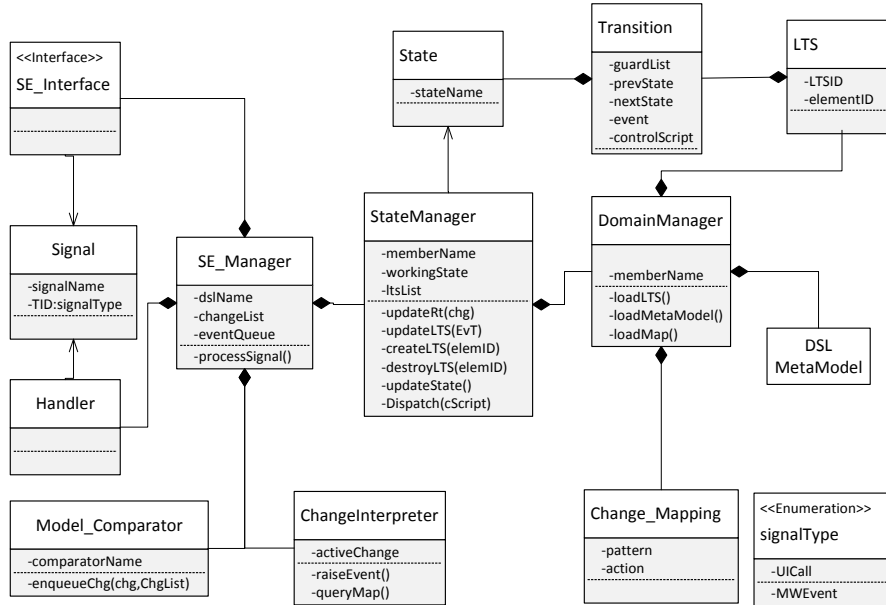 <<Interface>>
SE_Interface
State
-stateName
Transition
-guardList
-prevState
-nextState
-event
-controlScript
LTS
-LTSID
-elementID
Signal
-signalName
-TID:signalType
SE_Manager
-dslName
-changeList
-eventQueue
-processSignal()
StateManager
-memberName
-workingState
-ltsList
-updateRt(chg)
-updateLTS(EvT)
-createLTS(elemID)
-destroyLTS(elemID)
-updateState()
-Dispatch(cScript)
DomainManager
-memberName
-loadLTS()
-loadMetaModel()
-loadMap()
DSL
MetaModel
Handler
Model_Comparator
-comparatorName
-enqueueChg(chg,ChgList)
ChangeInterpreter
-activeChange
-raiseEvent()
-queryMap()
Change_Mapping
-pattern
-action
<<Enumeration>>
signalType
-UICall
-MWEvent